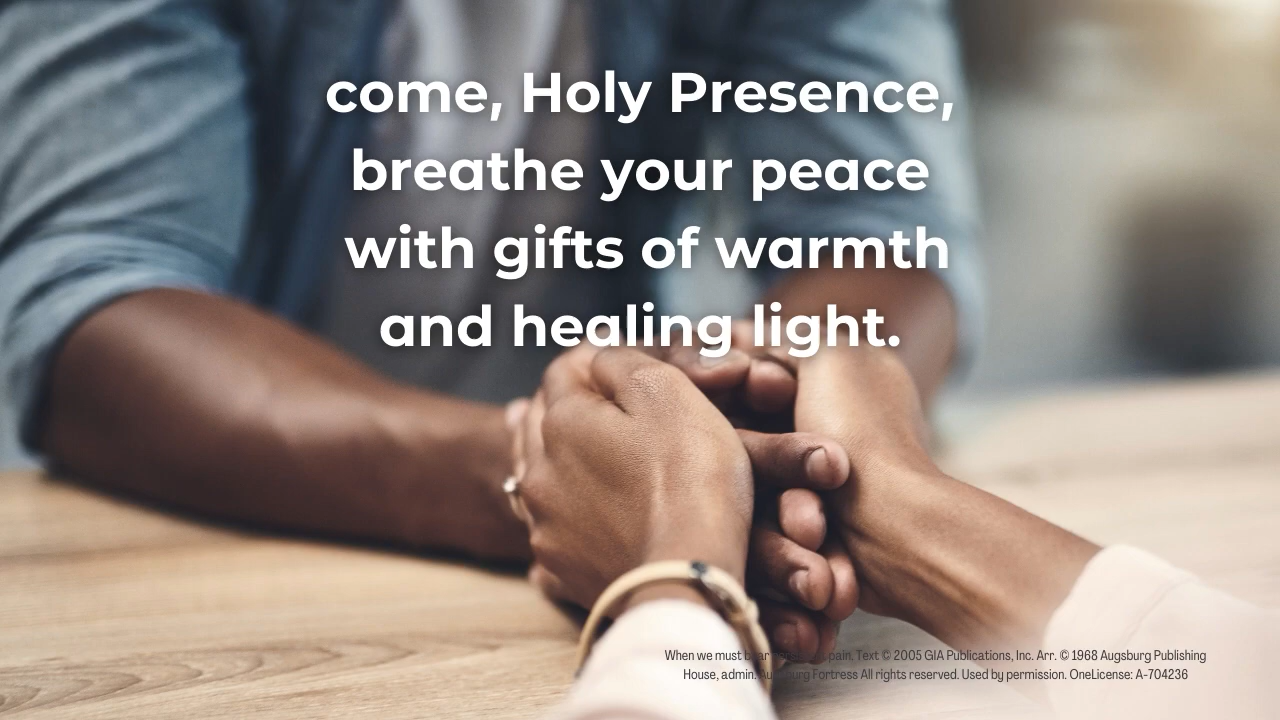 come, Holy Presence,
breathe your peace
with gifts of warmth
and healing light.
When we must pain. Text © 2005 GIA Publications, Inc. Arr. © 1968 Augsburg Publishing
House, admin. Augsburg Fortress All rights reserved. Used by permission. OneLicense: A-704236